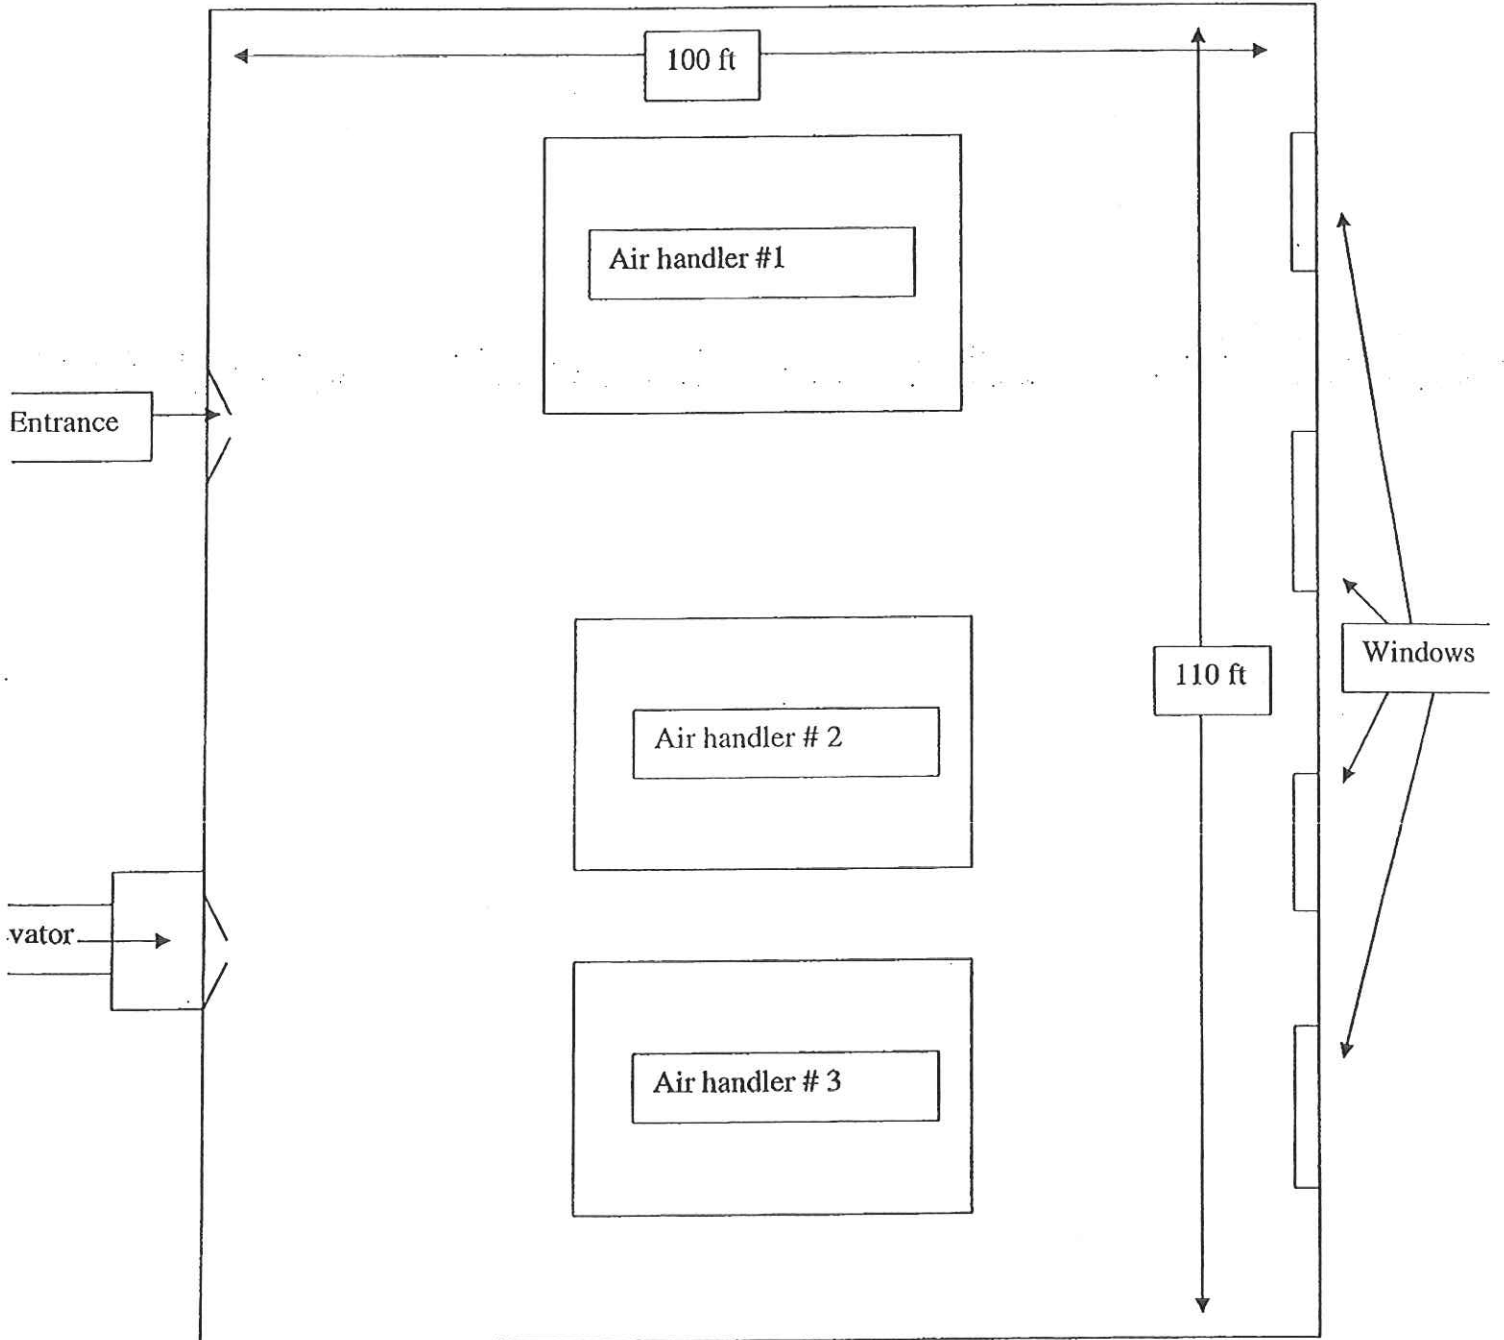 100 ft
Air handler #1
Entrance
Windows
110 ft
Air handler # 2
vator
Air handler # 3